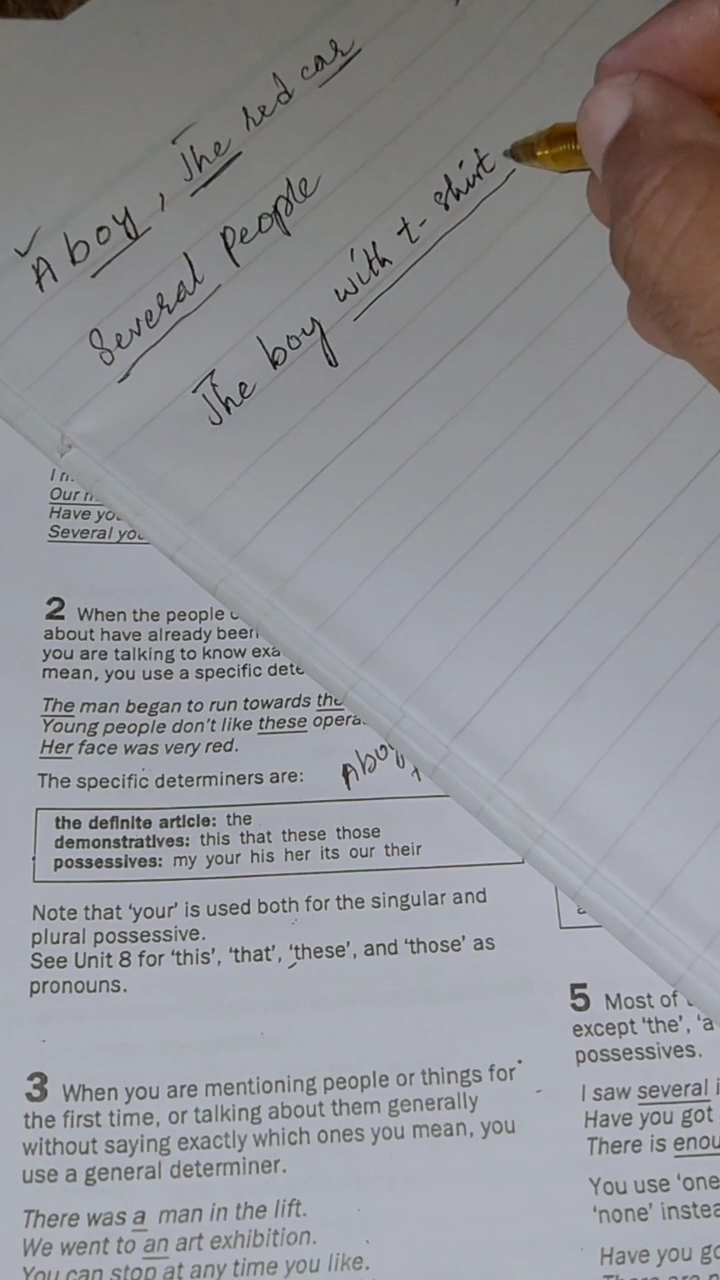 A boy, The red car
Several People
The boy with t-shirt
Our
Have
Several
2 When the people
about have already been
you are talking to know
mean, you use a specific
The man began to run towards the
Young people don't like these
Her face was very red.
The specific determiners are:
A boy
the definite article: the
demonstratives: this that these those
possessives: my your his her its our their
Note that 'your' is used both for the singular and
plural possessive.
See Unit 8 for 'this', 'that', 'these', and 'those' as
pronouns.
3 When you are mentioning people or things for
the first time, or talking about them generally
without saying exactly which ones you mean, you
use a general determiner.
There was a man in the lift.
We went to an art exhibition.
You can stop at any time you like.
5 Most of
except 'the', 'a
possessives.
I saw several
Have you got
There is
You use 'one
'none'
Have you